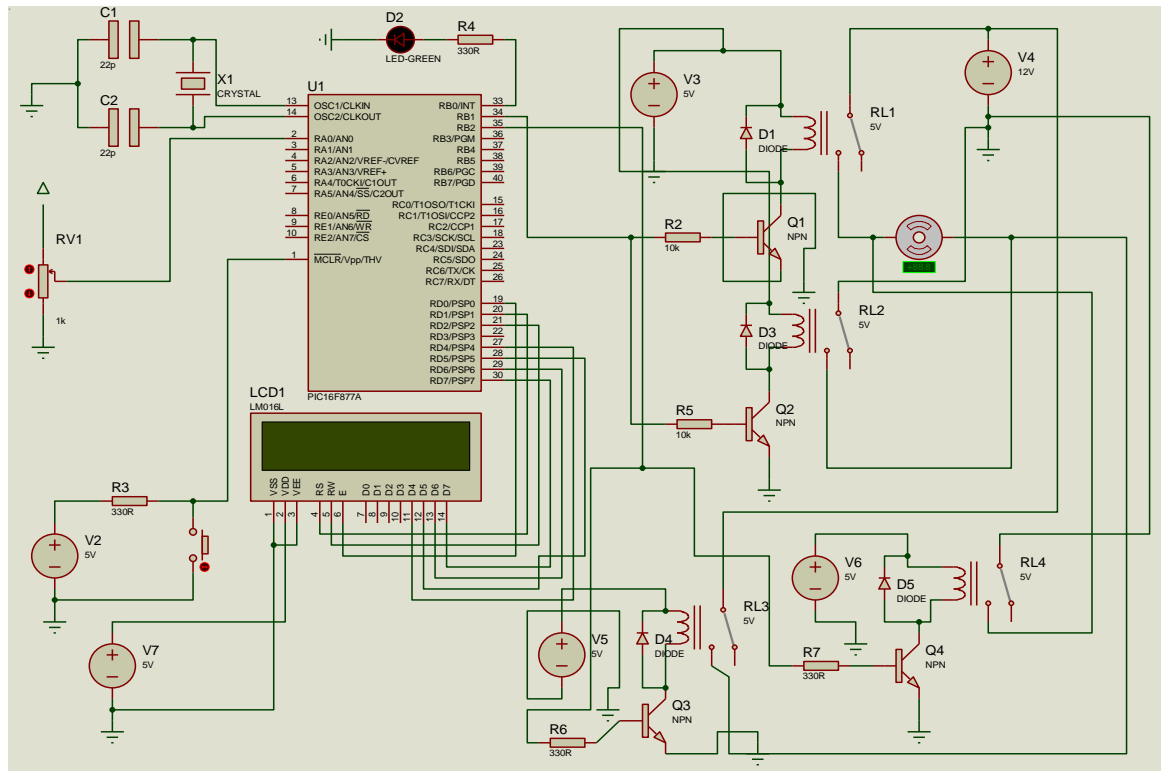 C1
22p
X1
CRYSTAL
C2
22p
D2
LED-GREEN
R4
330R
U1
13 OSC1/CLKIN
14 OSC2/CLKOUT
2 RA0/AN0
3 RA1/AN1
4 RA2/AN2/VREF-/CVREF
5 RA3/AN3/VREF+
6 RA4/T0CKI/C1OUT
7 RA5/AN4/SS/C2OUT
8 RE0/AN5/RD
9 RE1/AN6/WR
10 RE2/AN7/CS
1 MCLR/Vpp/THV
RB0/INT 33
RB1 34
RB2 35
RB3/PGM 36
RB4 37
RB5 38
RB6/PGC 39
RB7/PGD 40
RC0/T1OSO/T1CKI 15
RC1/T1OSI/CCP2 16
RC2/CCP1 17
RC3/SCK/SCL 18
RC4/SDI/SDA 23
RC5/SDO 24
RC6/TX/CK 25
RC7/RX/DT 26
RD0/PSP0 19
RD1/PSP1 20
RD2/PSP2 21
RD3/PSP3 22
RD4/PSP4 27
RD5/PSP5 28
RD6/PSP6 29
RD7/PSP7 30
PIC16F877A
RV1
1k
V3
5V
D1
DIODE
RL1
5V
V4
12V
R2
10k
Q1
NPN
D3
DIODE
RL2
5V
R5
10k
Q2
NPN
LCD1
LM016L
VSS VDD VEE RS RW E D0 D1 D2 D3 D4 D5 D6 D7
1 2 3 4 5 6 7 8 9 10 11 12 13 14
R3
330R
V2
5V
V7
5V
V5
5V
D4
DIODE
RL3
5V
R6
330R
Q3
NPN
V6
5V
D5
DIODE
RL4
5V
R7
330R
Q4
NPN